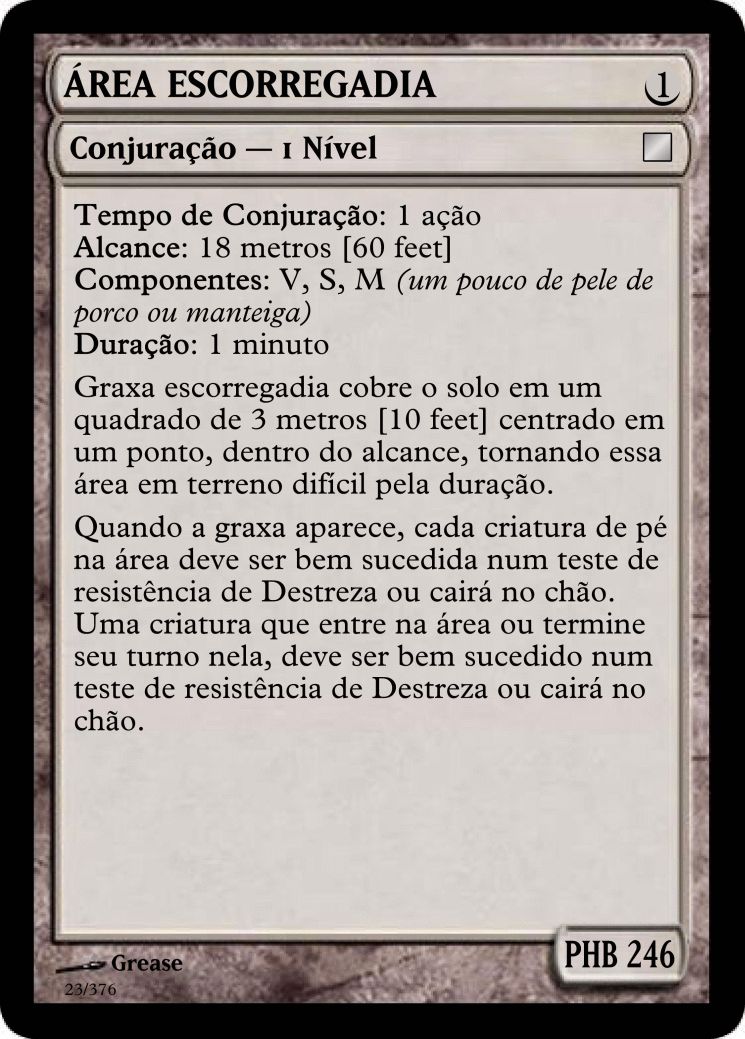 ÁREA ESCORREGADIA 1
Conjuração — 1 Nível
Tempo de Conjuração: 1 ação
Alcance: 18 metros [60 feet]
Componentes: V, S, M (um pouco de pele de
porco ou manteiga)
Duração: 1 minuto
Graxa escorregadia cobre o solo em um
quadrado de 3 metros [10 feet] centrado em
um ponto, dentro do alcance, tornando essa
área em terreno difícil pela duração.
Quando a graxa aparece, cada criatura de pé
na área deve ser bem sucedida num teste de
resistência de Destreza ou cairá no chão.
Uma criatura que entre na área ou termine
seu turno nela, deve ser bem sucedido num
teste de resistência de Destreza ou cairá no
chão.
PHB 246
Grease
23/376